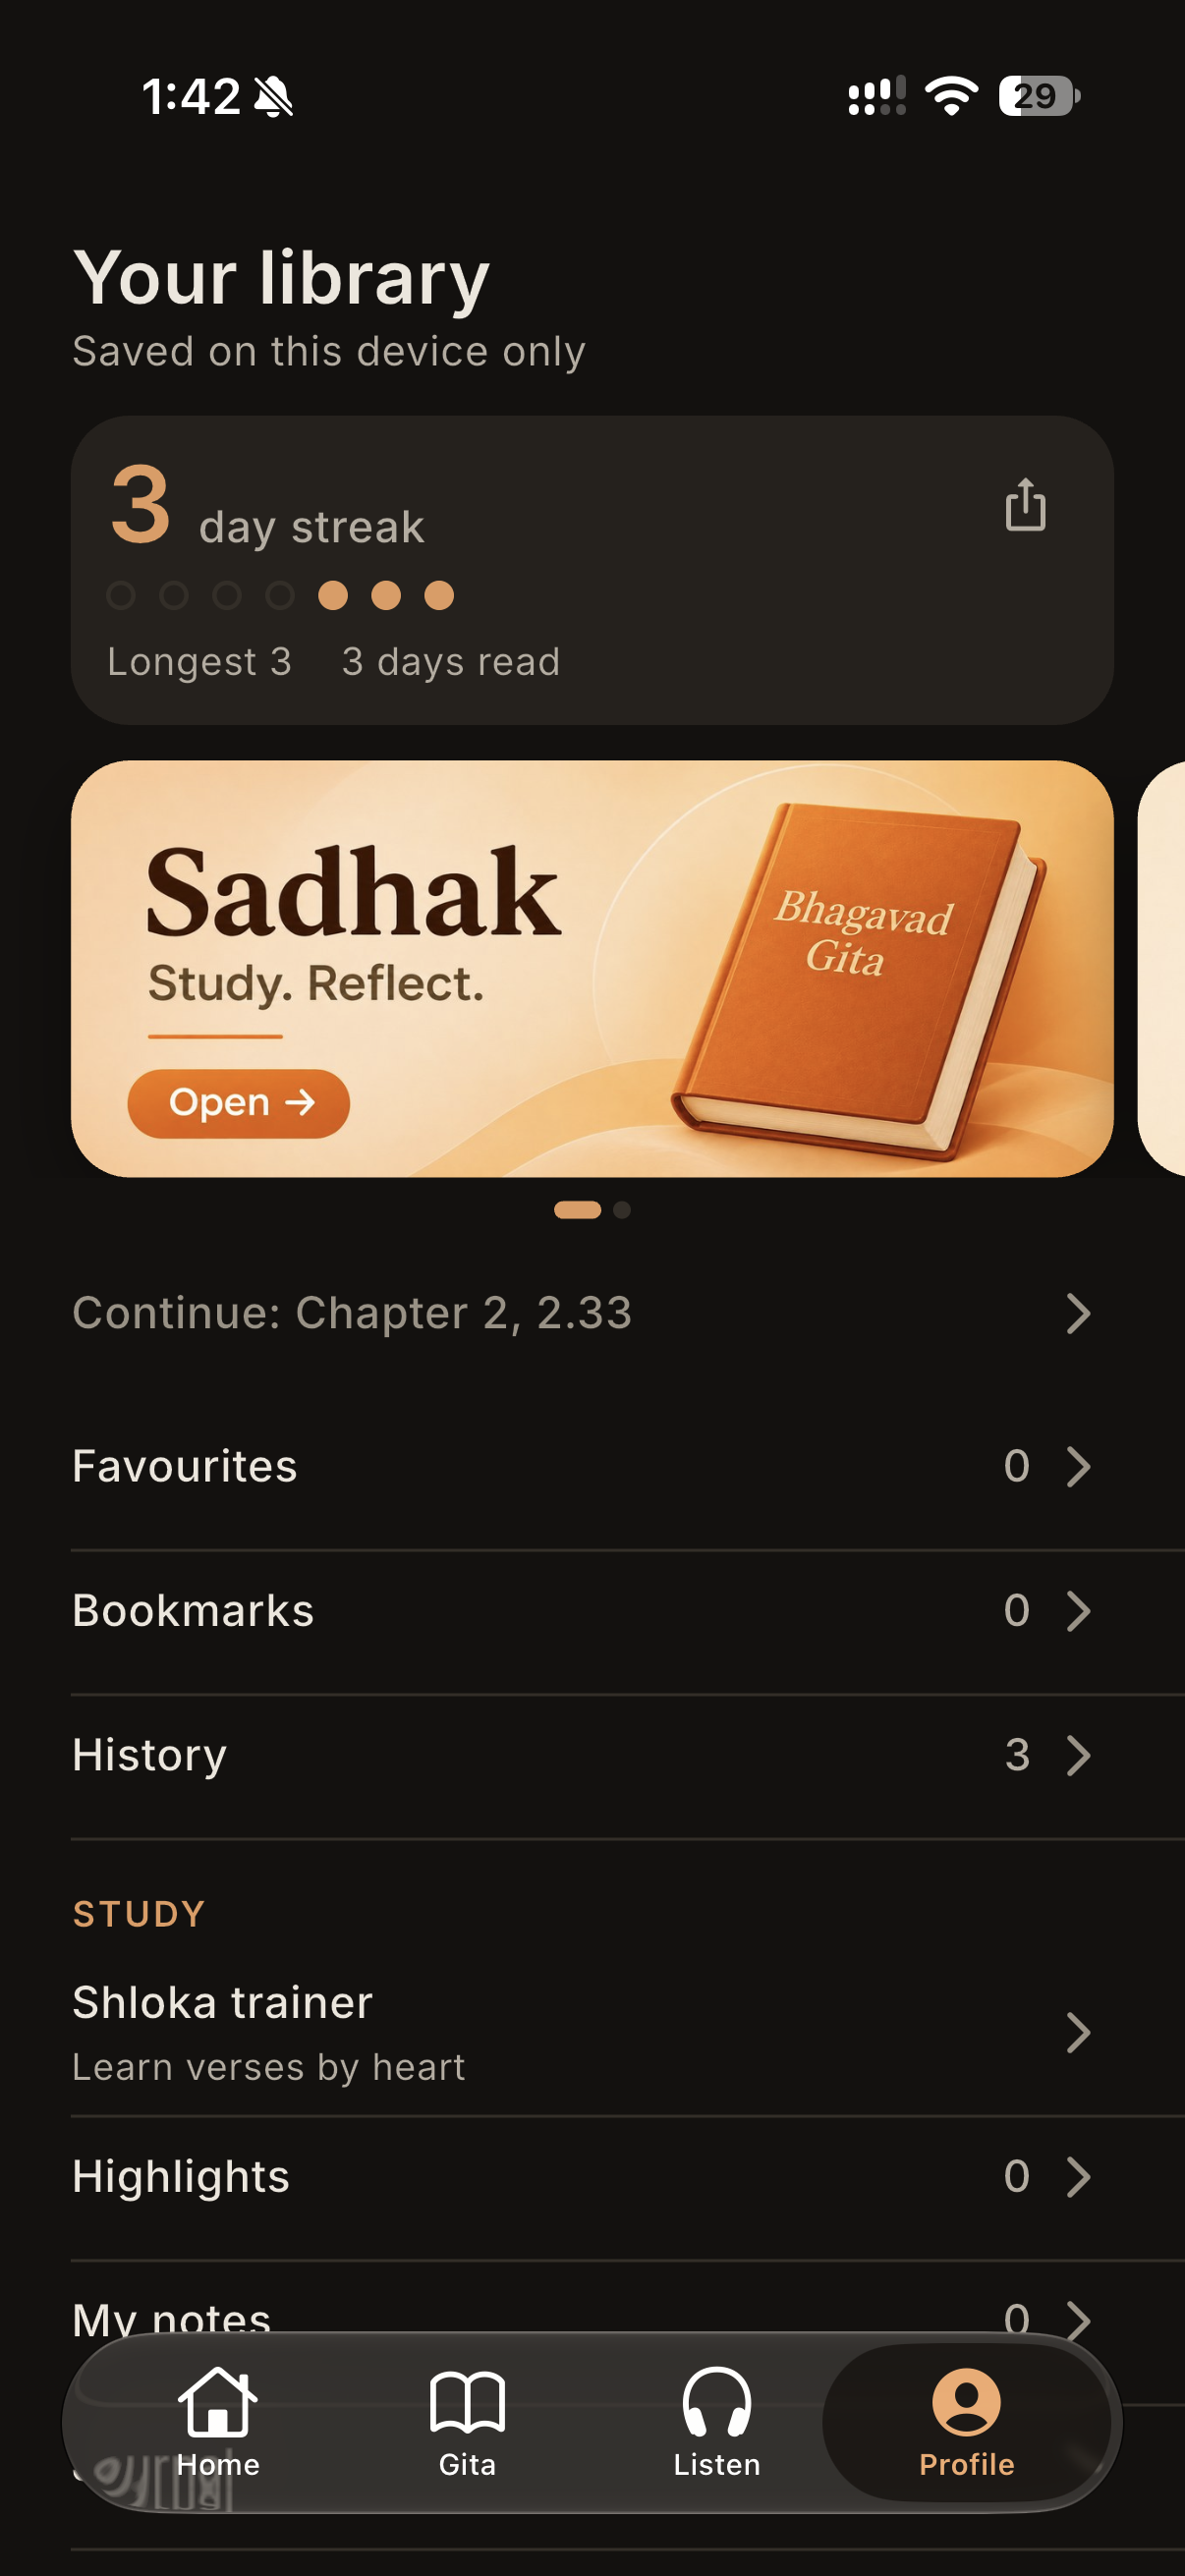 1:42
29
Your library
Saved on this device only
3 day streak
Longest 3 3 days read
Sadhak
Study. Reflect.
Open →
Bhagavad
Gita
Continue: Chapter 2, 2.33
Favourites 0
Bookmarks 0
History 3
STUDY
Shloka trainer
Learn verses by heart
Highlights 0
My notes 0
Home Gita Listen Profile